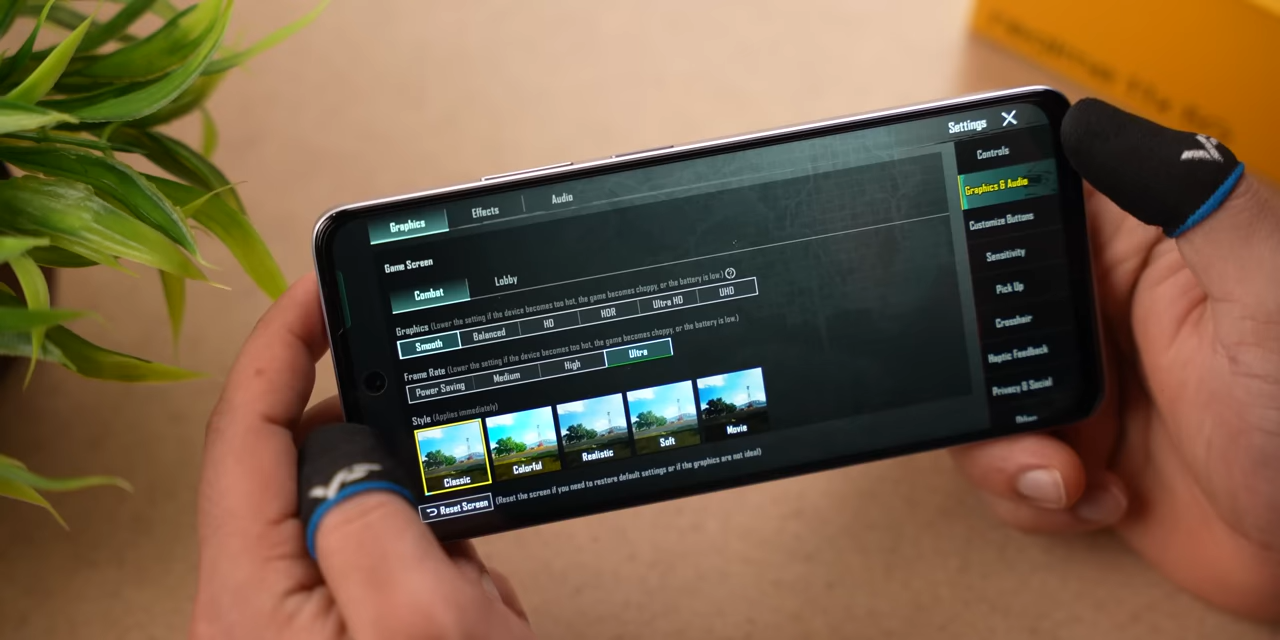 Settings X
Graphics Effects Audio
Game Screen
Combat Lobby
Graphics (Lower the setting if the device becomes too hot, the game becomes choppy, or the battery is low.) ?
Smooth Balanced HD HDR Ultra HD UHD
Frame Rate (Lower the setting if the device becomes too hot, the game becomes choppy, or the battery is low.)
Power Saving Medium High Ultra
Style (Applies immediately)
Classic Colorful Realistic Soft Movie
Reset Screen (Reset the screen if you need to restore default settings or if the graphics are not ideal)
Controls
Graphics & Audio
Customize Buttons
Sensitivity
Pick Up
Crosshair
Haptic Feedback
Privacy & Social